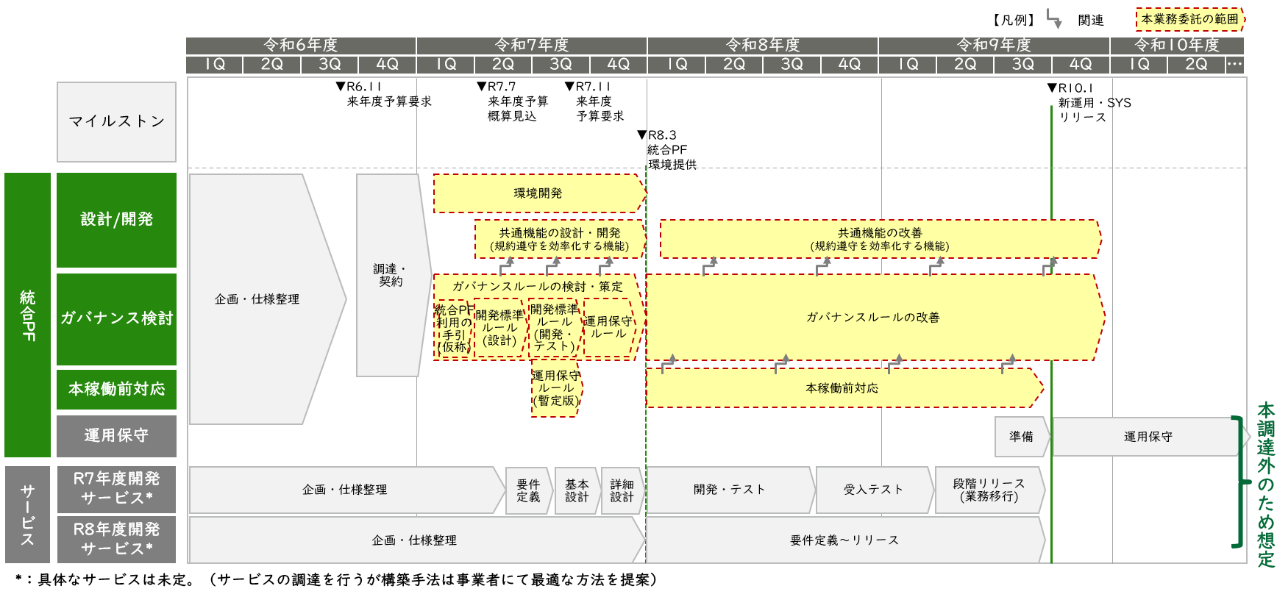 【凡例】 関連 本業務委託の範囲
令和6年度 令和7年度 令和8年度 令和9年度 令和10年度
1Q 2Q 3Q 4Q 1Q 2Q 3Q 4Q 1Q 2Q 3Q 4Q 1Q 2Q 3Q 4Q 1Q 2Q …
マイルストン
▼R6.11
来年度予算要求
▼R7.7
来年度予算
概算見込
▼R7.11
来年度
予算要求
▼R8.3
統合PF
環境提供
▼R10.1
新運用・SYS
リリース
統合PF
設計/開発
ガバナンス検討
本稼働前対応
運用保守
企画・仕様整理
調達・
契約
環境開発
共通機能の設計・開発
(規約遵守を効率化する機能)
共通機能の改善
(規約遵守を効率化する機能)
ガバナンスルールの検討・策定
統合PF
利用の
手引
(仮称)
開発標準
ルール
(設計)
開発標準
ルール
(開発・
テスト)
運用保守
ルール
ガバナンスルールの改善
運用保守
ルール
(暫定版)
本稼働前対応
準備
運用保守
サービス
R7年度開発
サービス*
企画・仕様整理
要件
定義
基本
設計
詳細
設計
開発・テスト
受入テスト
段階リリース
(業務移行)
R8年度開発
サービス*
企画・仕様整理
要件定義～リリース
本調達外のため想定
*：具体なサービスは未定。（サービスの調達を行うが構築手法は事業者にて最適な方法を提案）